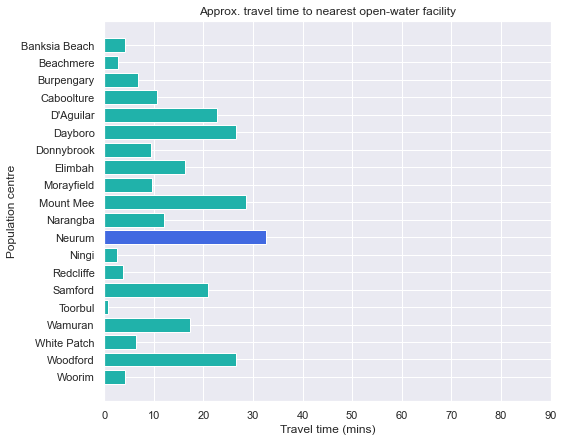 Approx. travel time to nearest open-water facility
Population centre
Banksia Beach
Beachmere
Burpengary
Caboolture
D'Aguilar
Dayboro
Donnybrook
Elimbah
Morayfield
Mount Mee
Narangba
Neurum
Ningi
Redcliffe
Samford
Toorbul
Wamuran
White Patch
Woodford
Woorim
0 10 20 30 40 50 60 70 80 90
Travel time (mins)